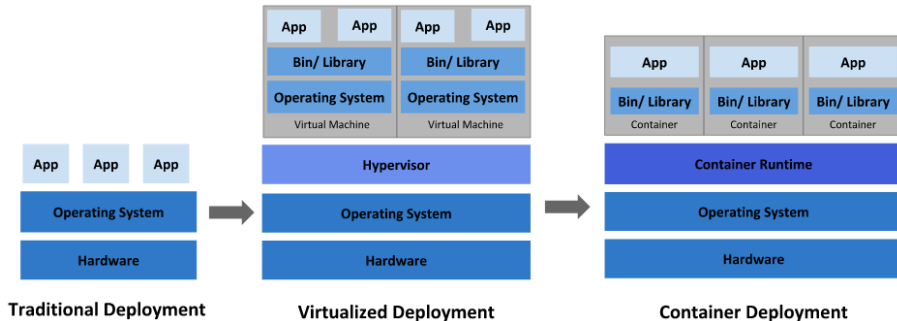 App App App
Operating System
Hardware
Traditional Deployment
App App App App
Bin/ Library Bin/ Library
Operating System Operating System
Virtual Machine Virtual Machine
Hypervisor
Operating System
Hardware
Virtualized Deployment
App App App
Bin/ Library Bin/ Library Bin/ Library
Container Container Container
Container Runtime
Operating System
Hardware
Container Deployment